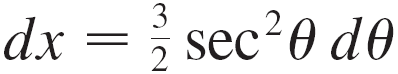 dx = 3/2 sec²θ dθ